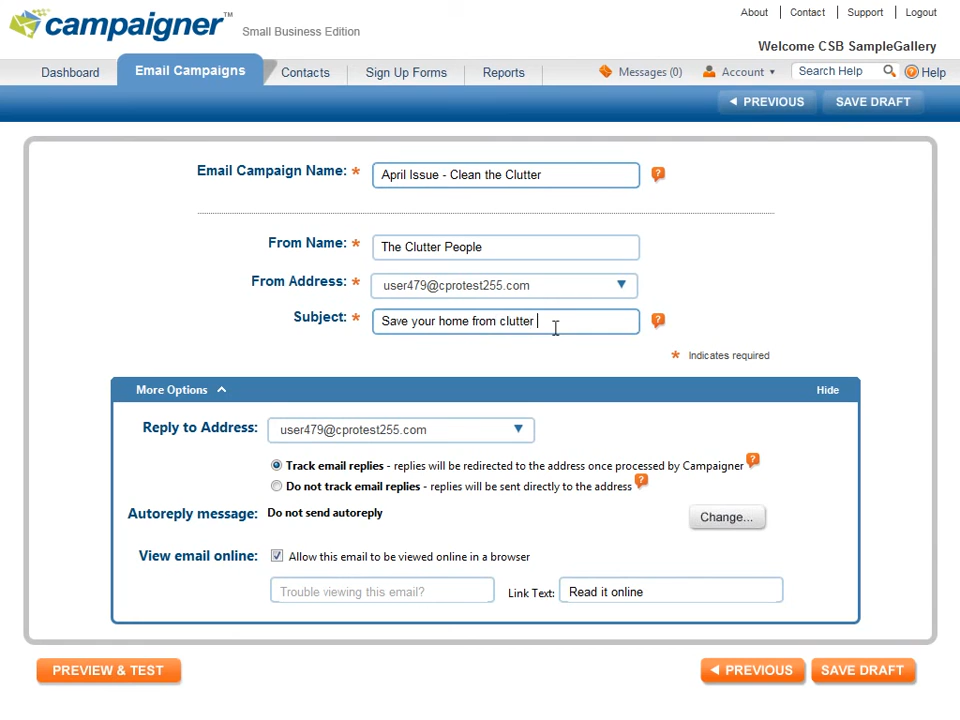 campaigner™ Small Business Edition
About | Contact | Support | Logout
Welcome CSB SampleGallery
Dashboard Email Campaigns Contacts Sign Up Forms Reports Messages (0) Account ▼ Search Help ? Help
◀ PREVIOUS SAVE DRAFT
Email Campaign Name: * April Issue - Clean the Clutter ?
From Name: * The Clutter People
From Address: * user479@cprotest255.com ▼
Subject: * Save your home from clutter ?
* Indicates required
More Options Hide
Reply to Address: user479@cprotest255.com ▼
Track email replies - replies will be redirected to the address once processed by Campaigner ?
Do not track email replies - replies will be sent directly to the address ?
Autoreply message: Do not send autoreply Change...
View email online: Allow this email to be viewed online in a browser
Trouble viewing this email? Link Text: Read it online
PREVIEW & TEST ◀ PREVIOUS SAVE DRAFT